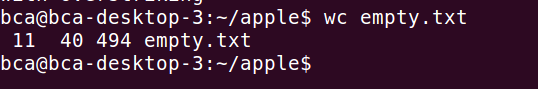 bca@bca-desktop-3:~/apple$ wc empty.txt
 11  40 494 empty.txt
bca@bca-desktop-3:~/apple$